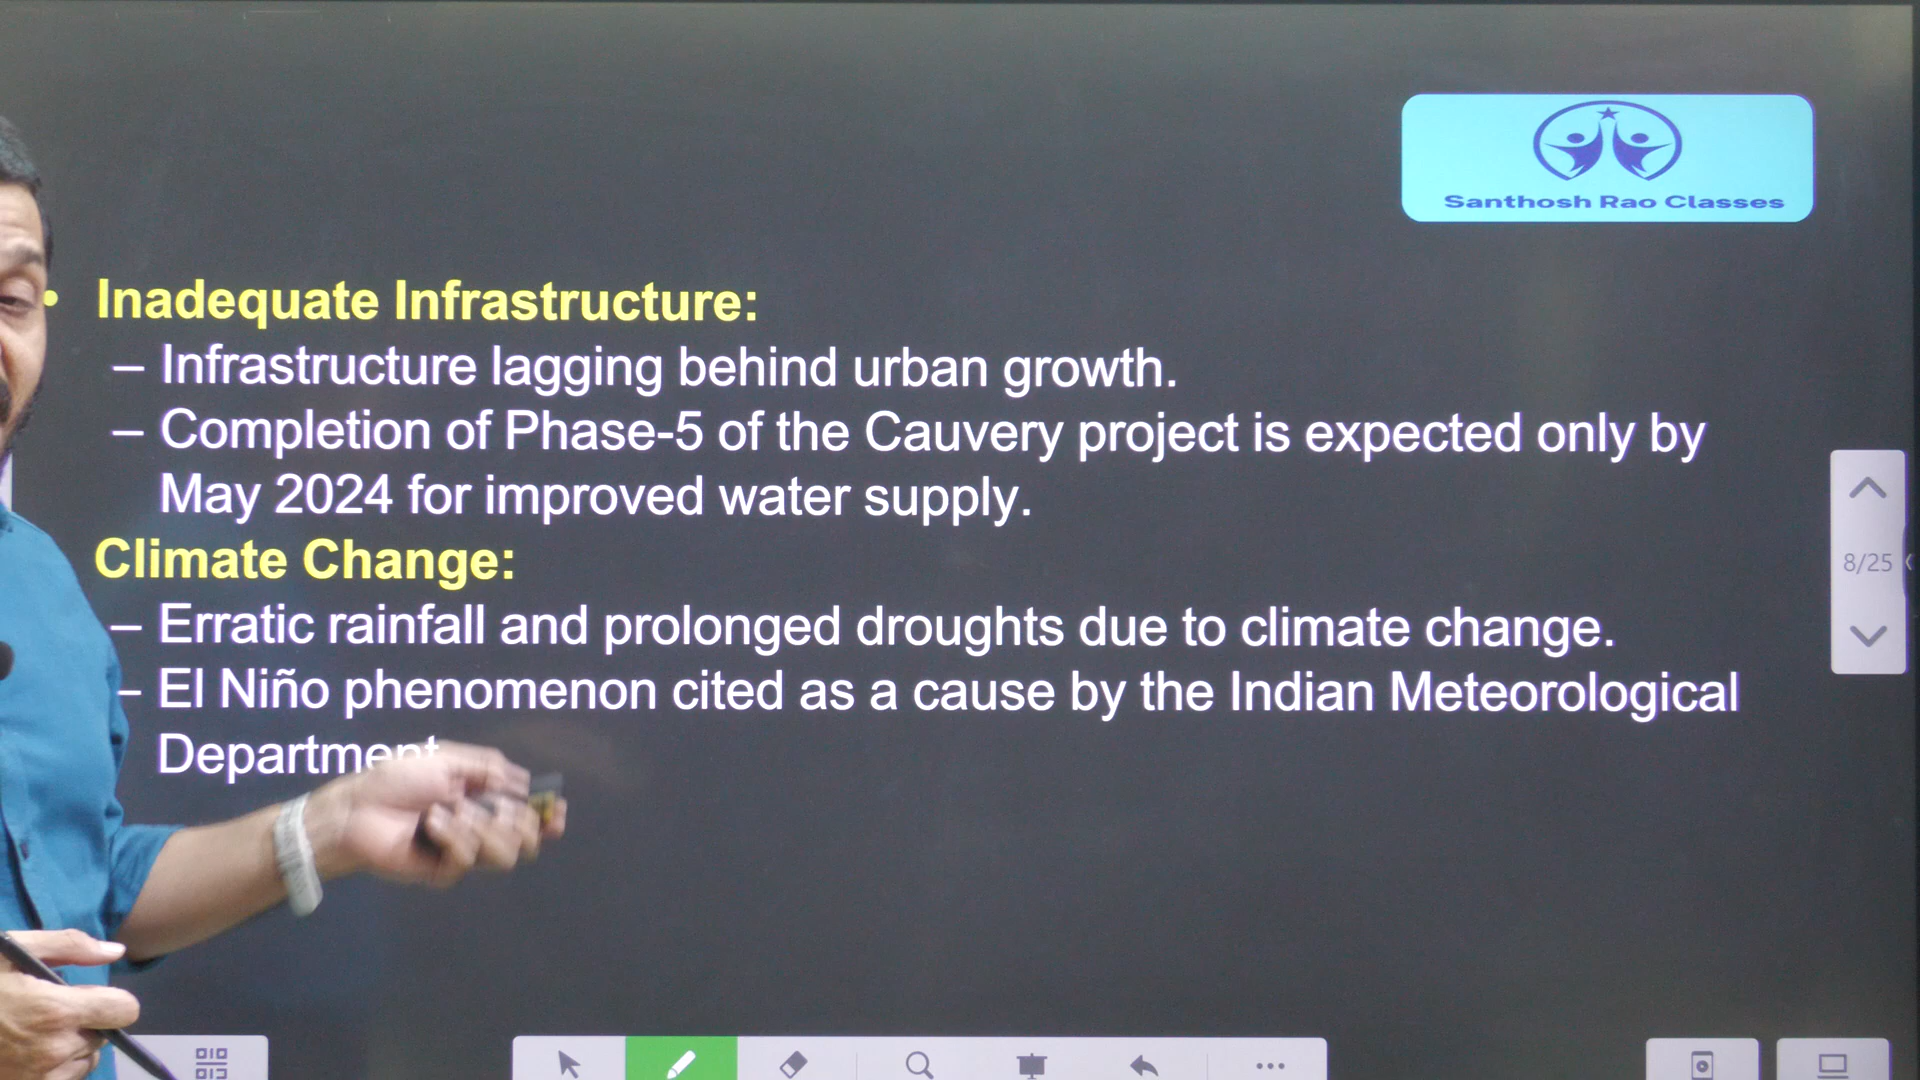 Santhosh Rao Classes
• Inadequate Infrastructure:
– Infrastructure lagging behind urban growth.
– Completion of Phase-5 of the Cauvery project is expected only by
May 2024 for improved water supply.
Climate Change:
– Erratic rainfall and prolonged droughts due to climate change.
– El Niño phenomenon cited as a cause by the Indian Meteorological
Department
8/25